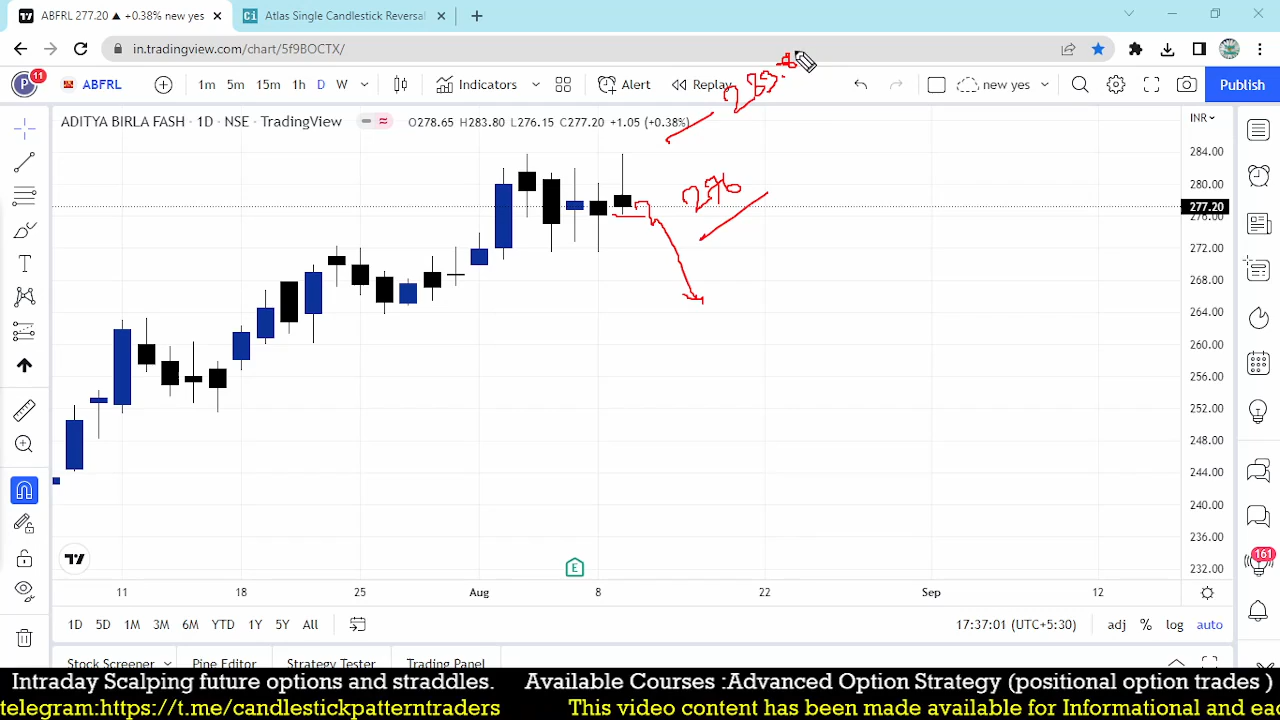 ABFRL 277.20 ▲ +0.38% new yes
Atlas Single Candlestick Reversal
in.tradingview.com/chart/5f9BOCTX/
P 11 ABFRL 1m 5m 15m 1h D W Indicators Alert Replay new yes Publish
283.8
ADITYA BIRLA FASH · 1D · NSE · TradingView O278.65 H283.80 L276.15 C277.20 +1.05 (+0.38%)
INR
284.00
280.00
276
277.20
276.00
272.00
268.00
264.00
260.00
256.00
252.00
248.00
244.00
240.00
236.00
232.00
E
161
11 18 25 Aug 8 22 Sep 12
1D 5D 1M 3M 6M YTD 1Y 5Y All 17:37:01 (UTC+5:30) adj % log auto
Stock Screener Pine Editor Strategy Tester Trading Panel
Intraday Scalping future options and straddles. Available Courses :Advanced Option Strategy (positional option trades )
telegram:https://t.me/candlestickpatterntraders This video content has been made available for Informational and